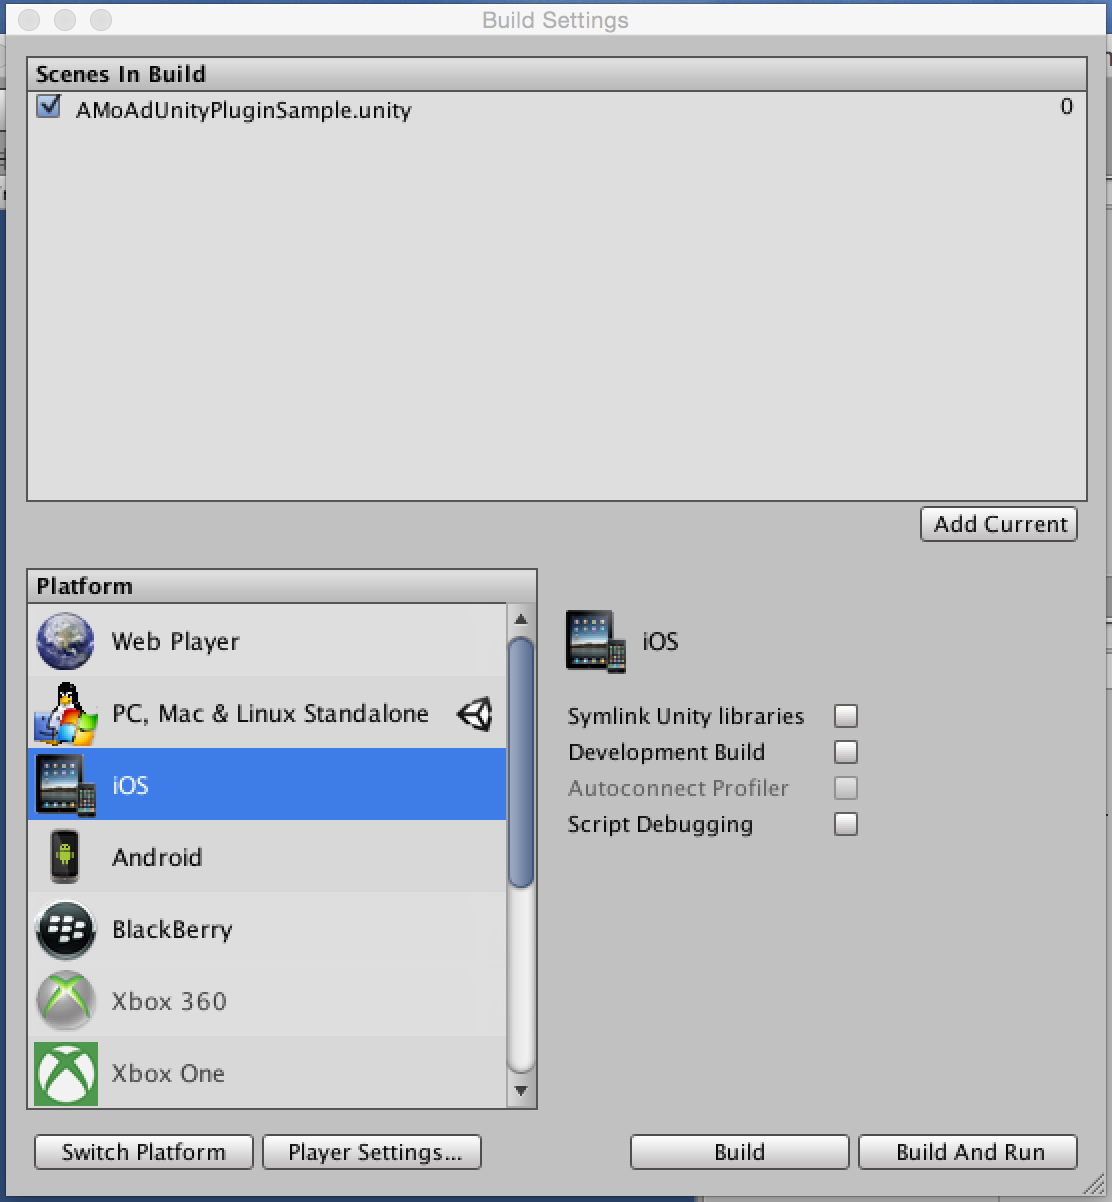 Build Settings
Scenes In Build
AMoAdUnityPluginSample.unity 0
Add Current
Platform
Web Player
PC, Mac & Linux Standalone
iOS
Android
BlackBerry
Xbox 360
Xbox One
iOS
Symlink Unity libraries
Development Build
Autoconnect Profiler
Script Debugging
Switch Platform Player Settings... Build Build And Run